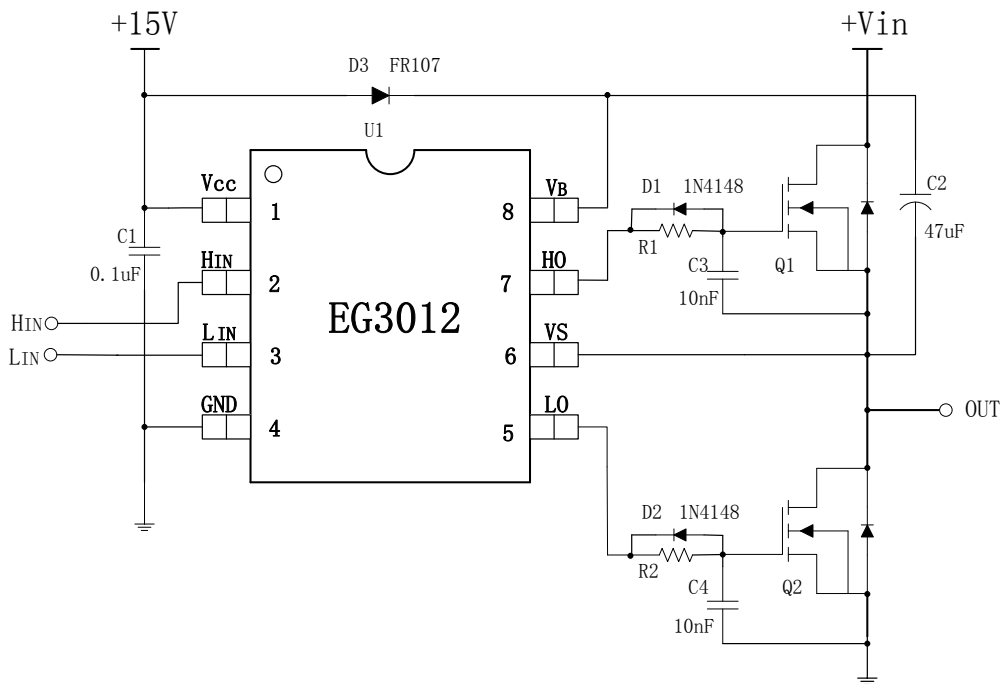 +15V
+Vin
D3 FR107
U1
Vcc
1
VB
8
D1 1N4148
C2
47uF
C1
0.1uF
HIN
2
HO
7
R1
C3
10nF
Q1
EG3012
HIN
LIN
LIN
3
VS
6
GND
4
LO
5
OUT
D2 1N4148
R2
C4
10nF
Q2